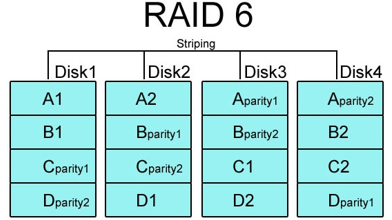 RAID 6
Striping
Disk1 Disk2 Disk3 Disk4
A1 A2 Aparity1 Aparity2
B1 Bparity1 Bparity2 B2
Cparity1 Cparity2 C1 C2
Dparity2 D1 D2 Dparity1